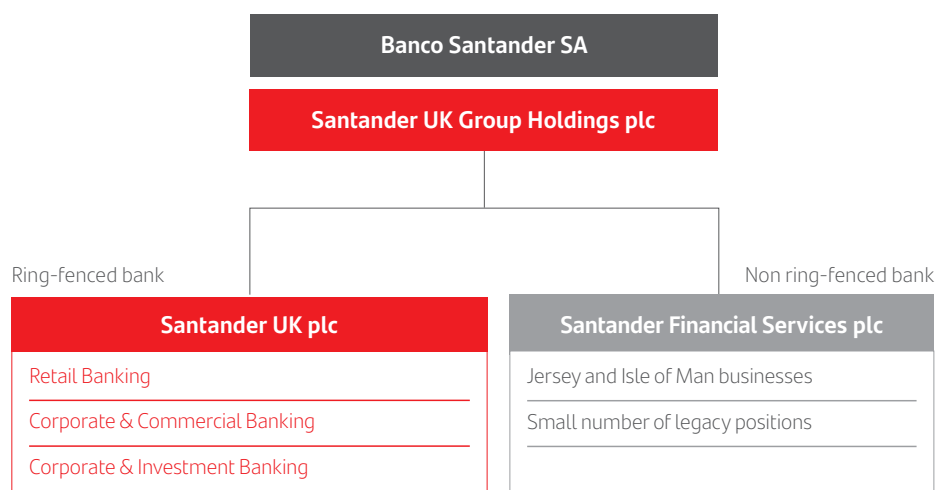 Banco Santander SA
Santander UK Group Holdings plc
Ring-fenced bank
Non ring-fenced bank
Santander UK plc
Santander Financial Services plc
Retail Banking
Corporate & Commercial Banking
Corporate & Investment Banking
Jersey and Isle of Man businesses
Small number of legacy positions